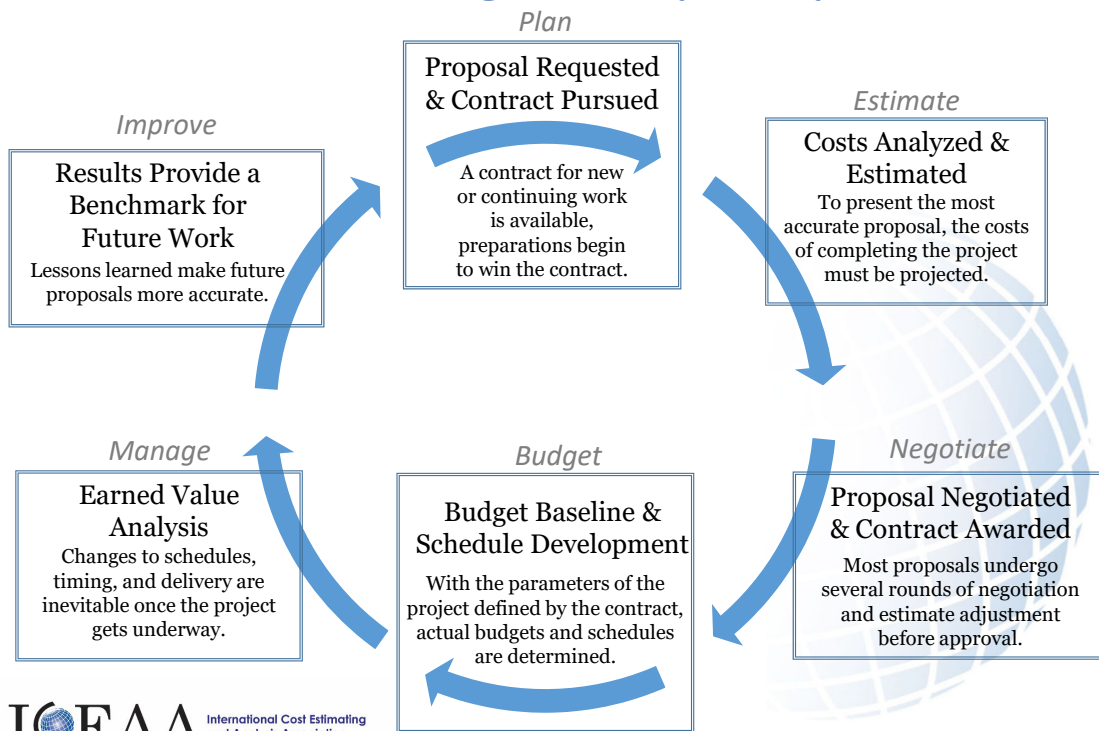 Plan
Proposal Requested
& Contract Pursued
A contract for new
or continuing work
is available,
preparations begin
to win the contract.
Estimate
Costs Analyzed &
Estimated
To present the most
accurate proposal, the costs
of completing the project
must be projected.
Improve
Results Provide a
Benchmark for
Future Work
Lessons learned make future
proposals more accurate.
Manage
Earned Value
Analysis
Changes to schedules,
timing, and delivery are
inevitable once the project
gets underway.
Budget
Budget Baseline &
Schedule Development
With the parameters of the
project defined by the contract,
actual budgets and schedules
are determined.
Negotiate
Proposal Negotiated
& Contract Awarded
Most proposals undergo
several rounds of negotiation
and estimate adjustment
before approval.
ICEAA
International Cost Estimating